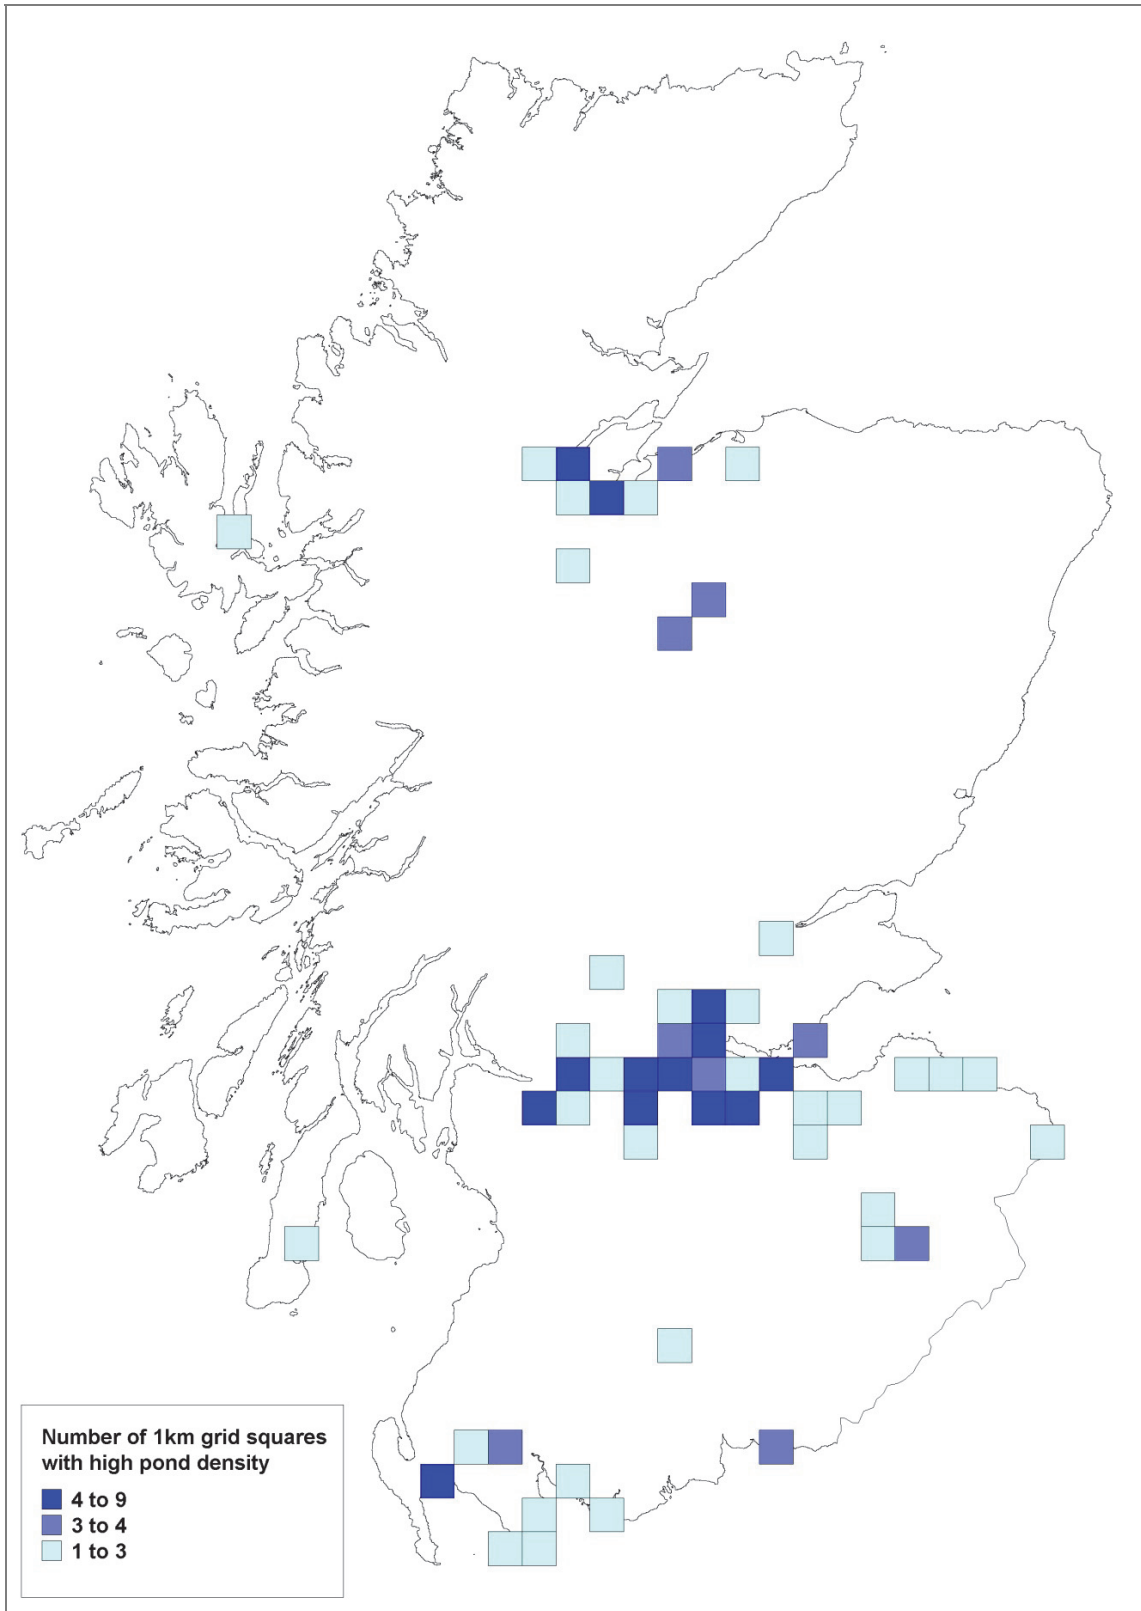 Number of 1km grid squares
with high pond density
4 to 9
3 to 4
1 to 3